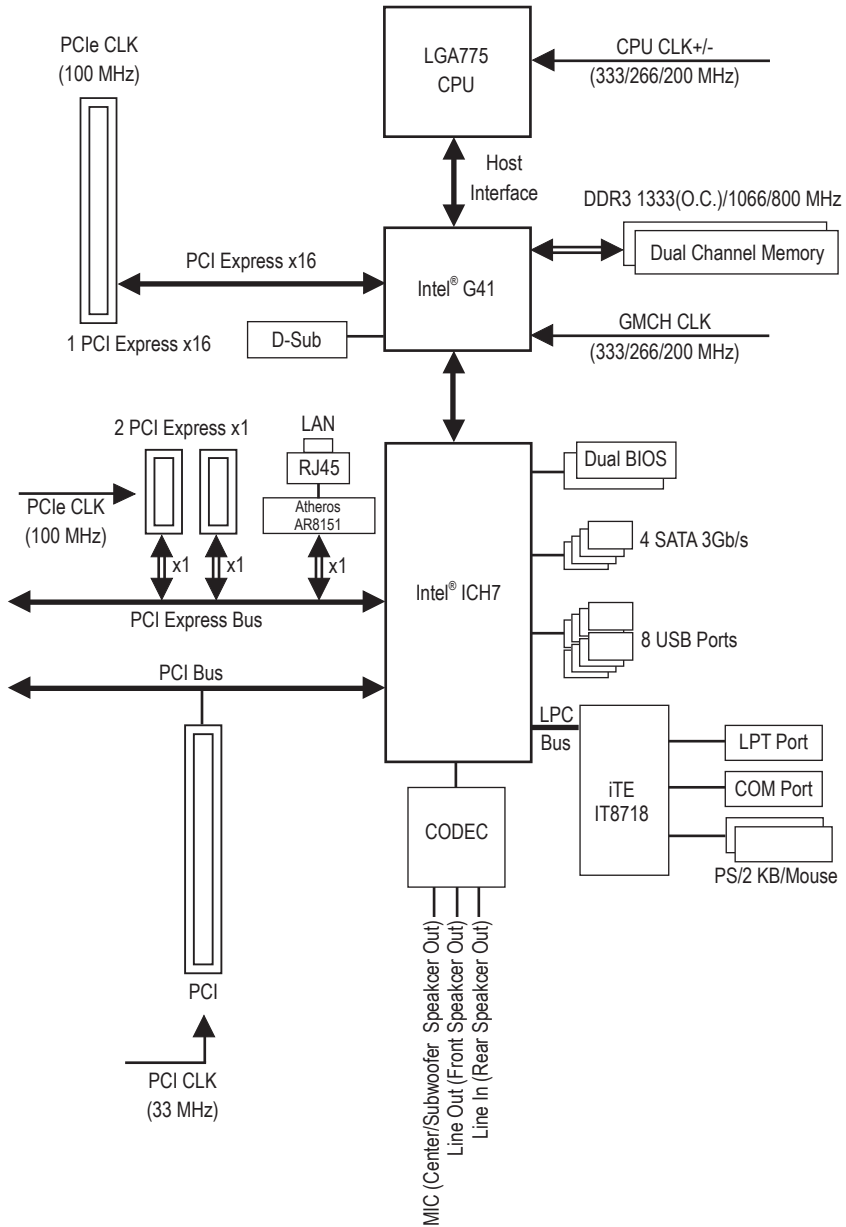 PCIe CLK
(100 MHz)
LGA775
CPU
CPU CLK+/-
(333/266/200 MHz)
Host
Interface
DDR3 1333(O.C.)/1066/800 MHz
Dual Channel Memory
PCI Express x16
Intel® G41
1 PCI Express x16
D-Sub
GMCH CLK
(333/266/200 MHz)
2 PCI Express x1
LAN
RJ45
Atheros
AR8151
Dual BIOS
PCIe CLK
(100 MHz)
x1
x1
x1
4 SATA 3Gb/s
Intel® ICH7
PCI Express Bus
8 USB Ports
PCI Bus
LPC
Bus
iTE
IT8718
LPT Port
COM Port
PS/2 KB/Mouse
CODEC
PCI
PCI CLK
(33 MHz)
MIC (Center/Subwoofer Speakcer Out)
Line Out (Front Speakcer Out)
Line In (Rear Speakcer Out)